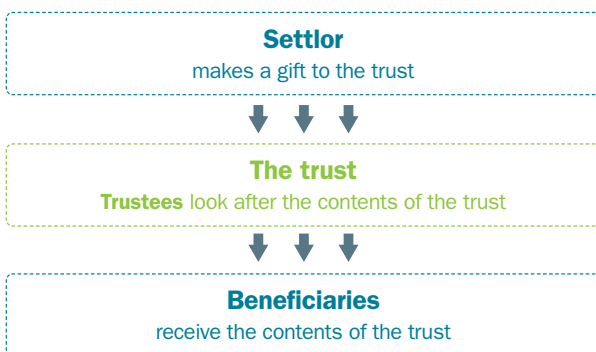 Settlor
makes a gift to the trust
The trust
Trustees look after the contents of the trust
Beneficiaries
receive the contents of the trust